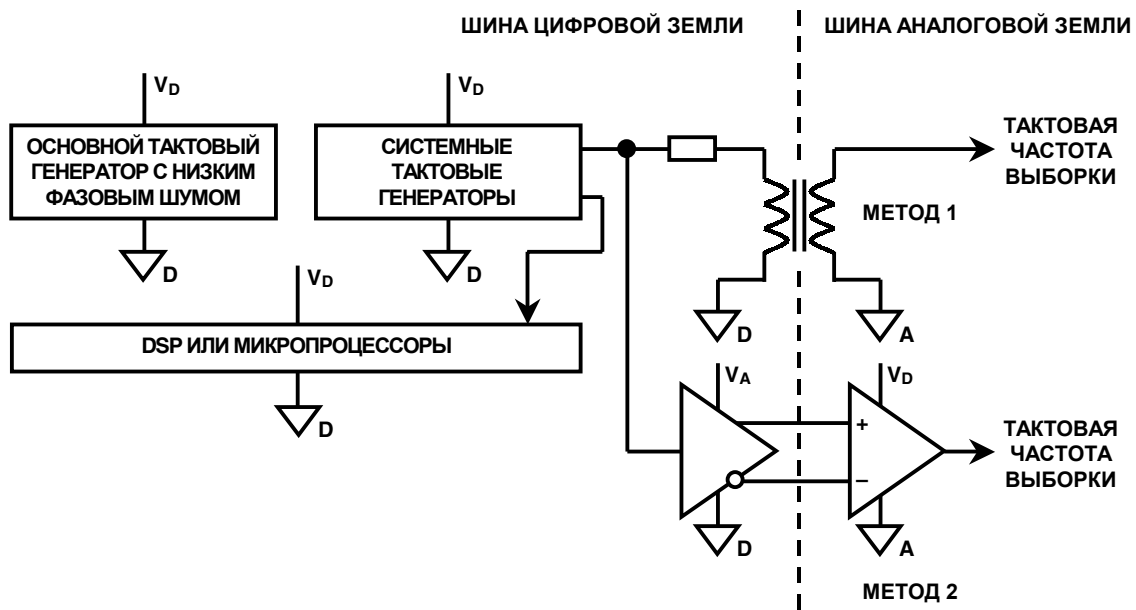 ШИНА ЦИФРОВОЙ ЗЕМЛИ
ШИНА АНАЛОГОВОЙ ЗЕМЛИ
VD
VD
ОСНОВНОЙ ТАКТОВЫЙ
ГЕНЕРАТОР С НИЗКИМ
ФАЗОВЫМ ШУМОМ
СИСТЕМНЫЕ
ТАКТОВЫЕ
ГЕНЕРАТОРЫ
ТАКТОВАЯ
ЧАСТОТА
ВЫБОРКИ
МЕТОД 1
D
D
VD
D
A
DSP ИЛИ МИКРОПРОЦЕССОРЫ
D
VA
VD
+
–
ТАКТОВАЯ
ЧАСТОТА
ВЫБОРКИ
D
A
МЕТОД 2